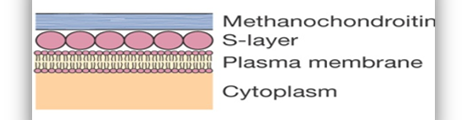 Methanochondroitin
S-layer
Plasma membrane
Cytoplasm